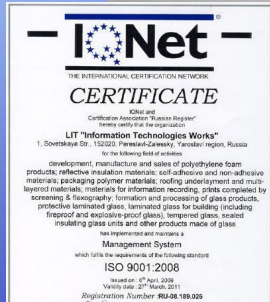 IQNet
THE INTERNATIONAL CERTIFICATION NETWORK
CERTIFICATE
IQNet and
Certification Association "Russian Register"
hereby certify that the organization
LIT "Information Technologies Works"
1, Sovetskaya Str., 152020, Pereslavl-Zalessky, Yaroslavl region, Russia
for the following field of activities
development, manufacture and sales of polyethylene foam
products; reflective insulation materials; self-adhesive and non-adhesive
materials; packaging polymer materials; roofing underlayment and multi-
layered materials; materials for information recording, prints completed by
screening & flexography; formation and processing of glass products,
protective laminated glass, laminated glass for building (including
fireproof and explosive-proof glass), tempered glass, sealed
insulating glass units and other products made of glass
has implemented and maintains a
Management System
which fulfils the requirements of the following standard
ISO 9001:2008
Issued on: 6th April, 2009
Validity date: 27th March, 2011
Registration Number: RU-08.189.026